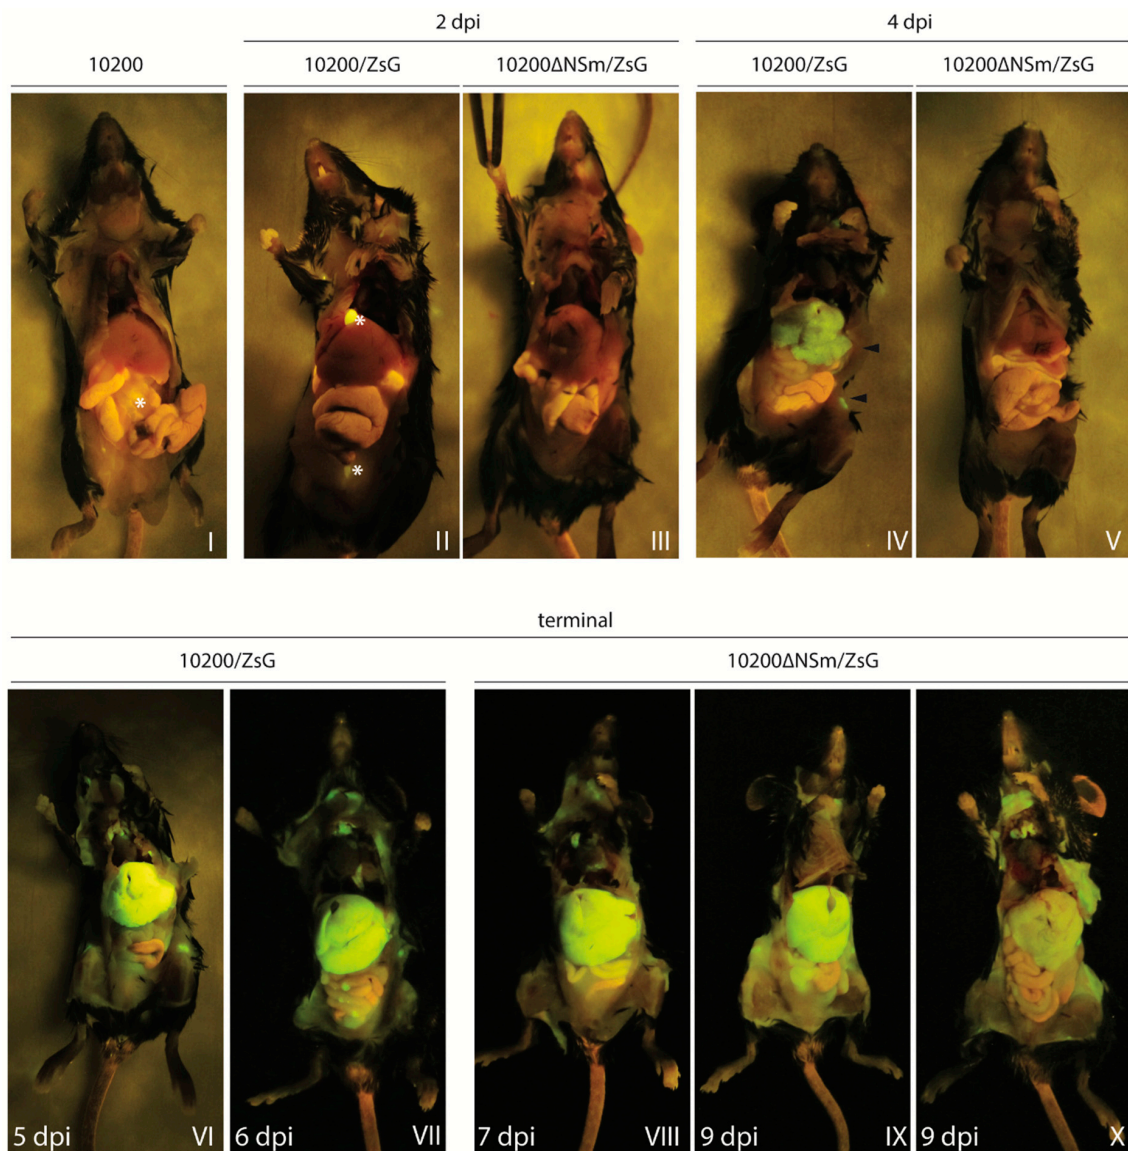 2 dpi
4 dpi
10200
10200/ZsG
10200ΔNSm/ZsG
10200/ZsG
10200ΔNSm/ZsG
*
*
*
I
II
III
IV
V
terminal
10200/ZsG
10200ΔNSm/ZsG
5 dpi
VI
6 dpi
VII
7 dpi
VIII
9 dpi
IX
9 dpi
X